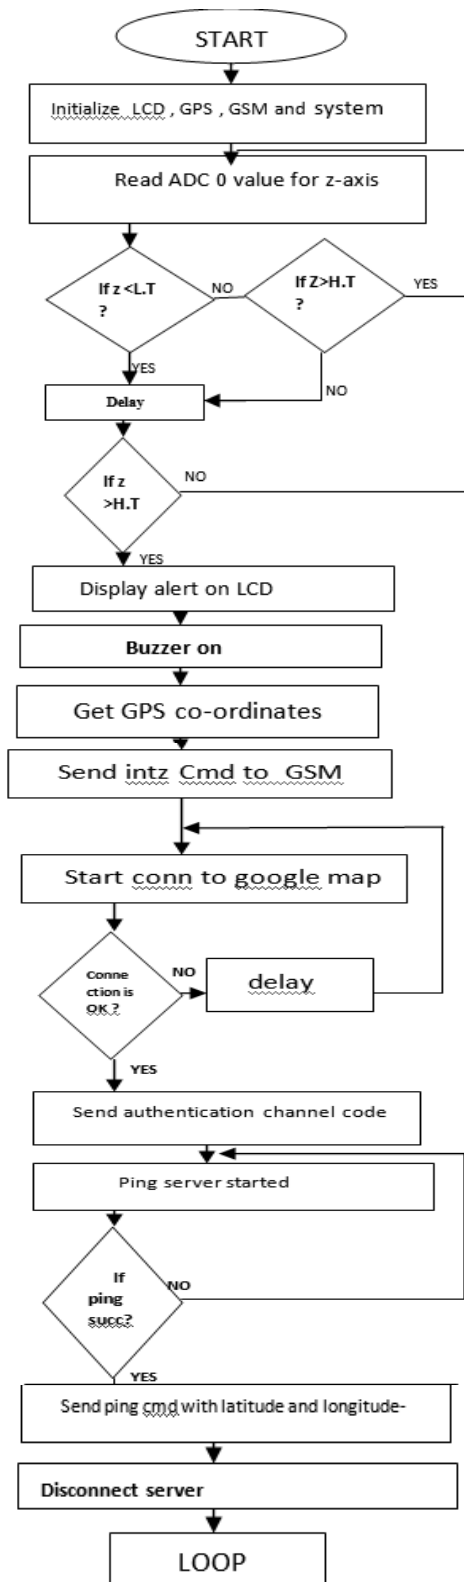 START
Initialize LCD , GPS , GSM and system
Read ADC 0 value for z-axis
If z <L.T
?
NO
If Z>H.T
?
YES
YES
NO
Delay
If z
>H.T
NO
YES
Display alert on LCD
Buzzer on
Get GPS co-ordinates
Send intz Cmd to GSM
Start conn to google map
Conne
ction is
OK ?
NO
delay
YES
Send authentication channel code
Ping server started
If
ping
succ?
NO
YES
Send ping cmd with latitude and longitude-
Disconnect server
LOOP